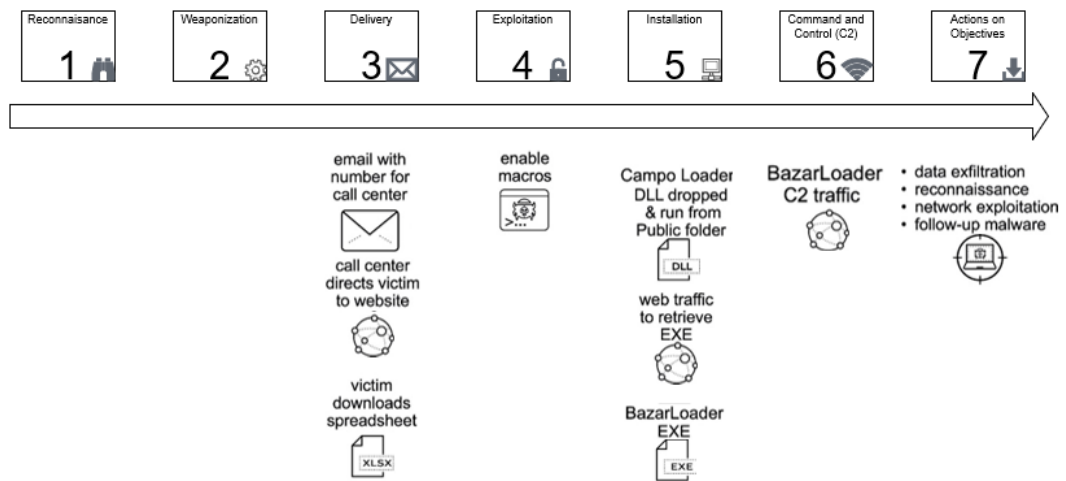 Reconnaisance
1
Weaponization
2
Delivery
3
Exploitation
4
Installation
5
Command and
Control (C2)
6
Actions on
Objectives
7
email with
number for
call center
call center
directs victim
to website
victim
downloads
spreadsheet
XLSX
enable
macros
>...
Campo Loader
DLL dropped
& run from
Public folder
DLL
web traffic
to retrieve
EXE
BazarLoader
EXE
EXE
BazarLoader
C2 traffic
• data exfiltration
• reconnaissance
• network exploitation
• follow-up malware